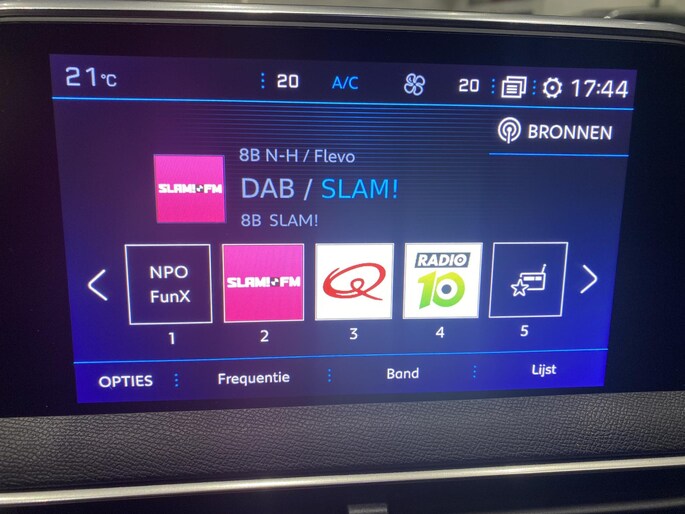 21°C
20
A/C
20
17:44
BRONNEN
8B N-H / Flevo
SLAM! FM
DAB / SLAM!
8B SLAM!
NPO
FunX
SLAM! FM
Q
RADIO
10
1
2
3
4
5
OPTIES
Frequentie
Band
Lijst